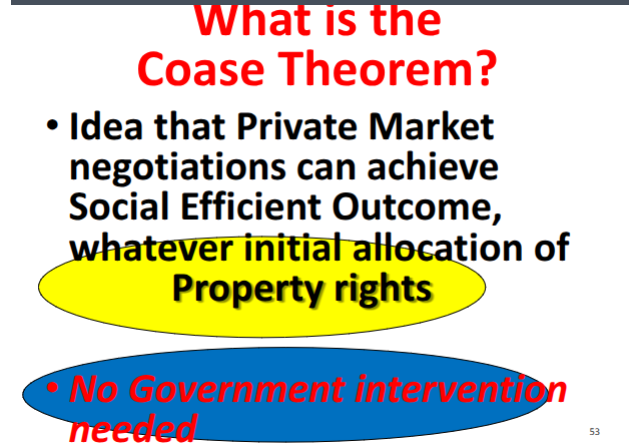 What is the
Coase Theorem?
• Idea that Private Market
negotiations can achieve
Social Efficient Outcome,
whatever initial allocation of
Property rights
• No Government intervention
needed
53